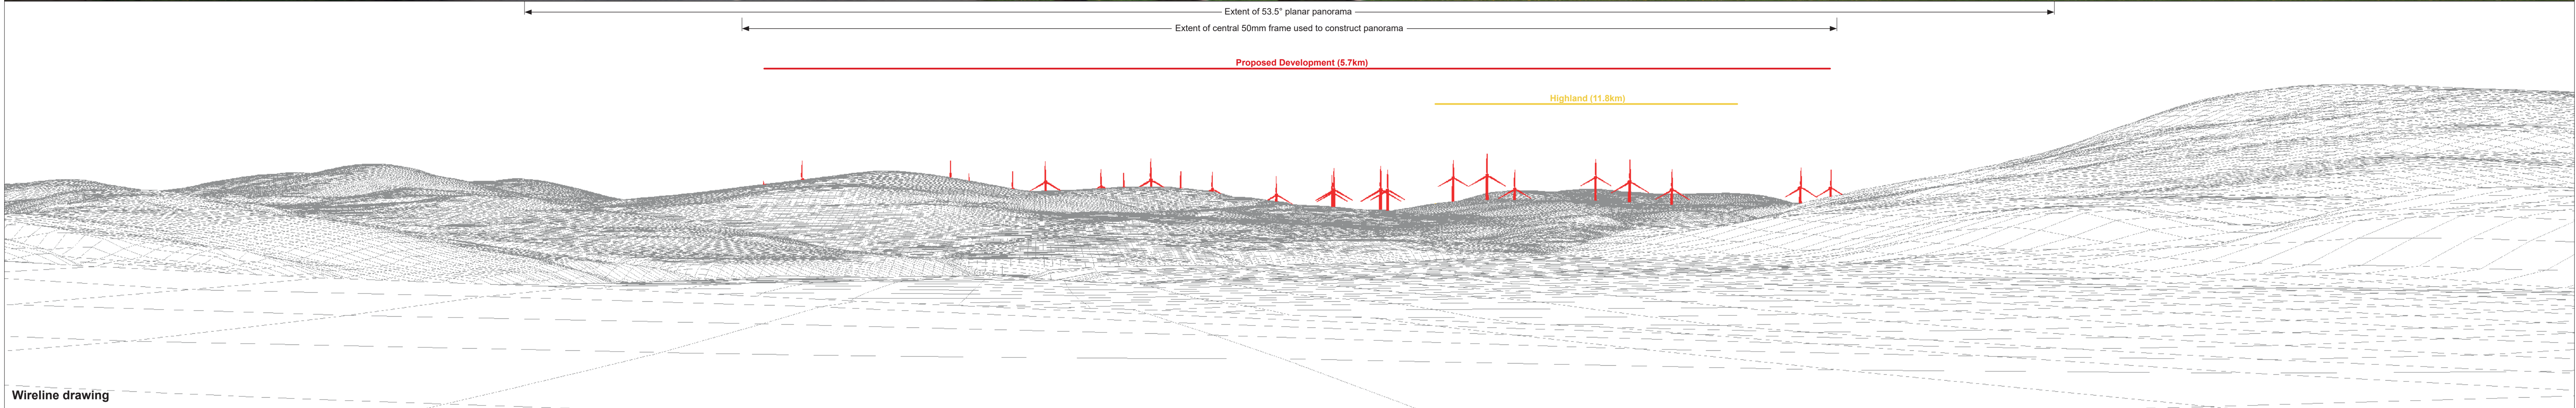 Extent of 53.5° planar panorama
Extent of central 50mm frame used to construct panorama
Proposed Development (5.7km)
Highland (11.8km)
Wireline drawing